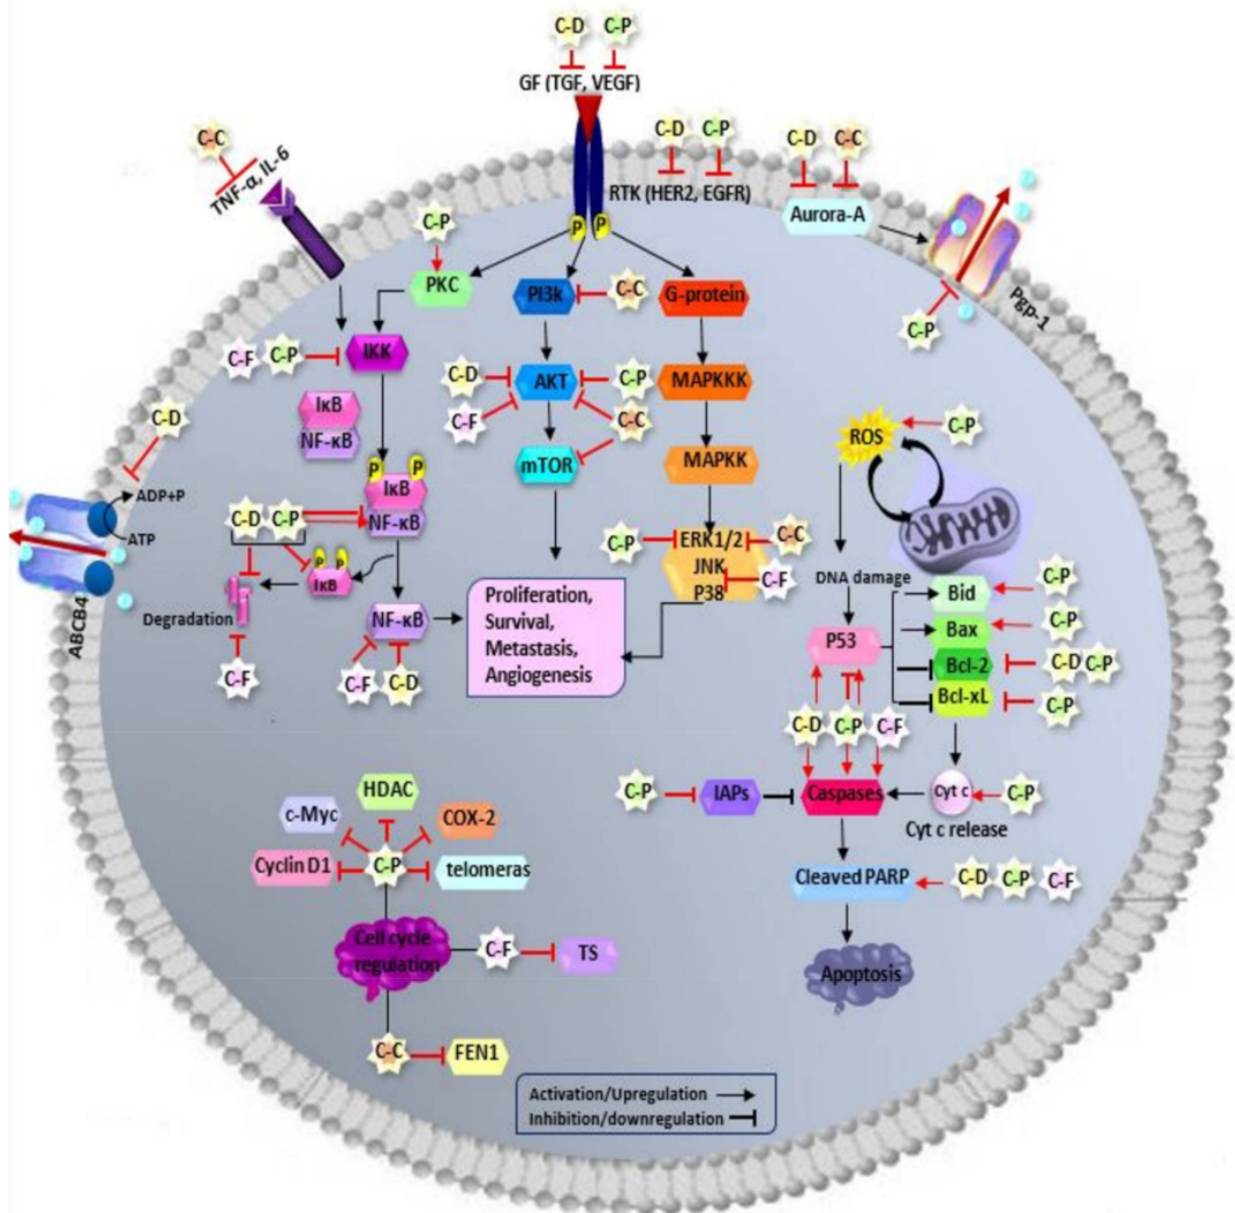 C-D C-P
GF (TGF, VEGF)
C-C
TNF-α, IL-6
C-D C-P
RTK (HER2, EGFR)
C-D C-C
Aurora-A
P P
C-P
PKC
PI3k
C-C
G-protein
Pgp-1
C-P
C-F C-P
IKK
C-D
AKT
C-P
MAPKKK
C-F
C-C
IκB
NF-κB
C-D
ROS
C-P
mTOR
MAPKK
P P
IκB
NF-κB
ADP+P
ATP
C-D C-P
C-P
ERK1/2
JNK
P38
C-C
C-F
P P
IκB
Degradation
ABCB4
NF-κB
C-F
C-F C-D
Proliferation,
Survival,
Metastasis,
Angiogenesis
DNA damage
P53
Bid
C-P
Bax
C-P
Bcl-2
C-D C-P
Bcl-xL
C-P
C-D C-P C-F
C-P
IAPs
Caspases
Cyt c
C-P
Cyt c release
HDAC
c-Myc
COX-2
Cyclin D1
C-P
telomeras
Cleaved PARP
C-D C-P C-F
Cell cycle
regulation
C-F
TS
Apoptosis
C-C
FEN1
Activation/Upregulation
Inhibition/downregulation